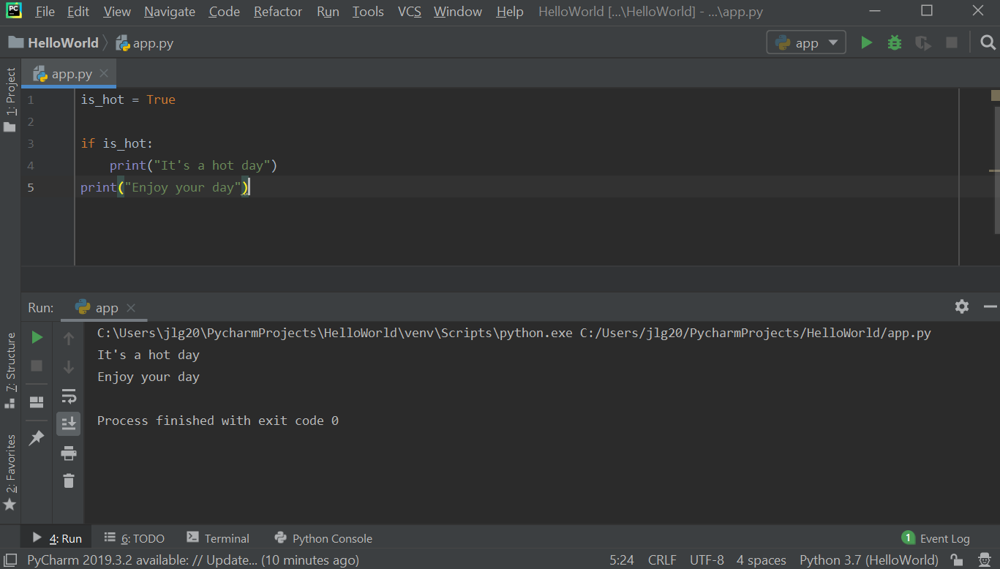 PC File Edit View Navigate Code Refactor Run Tools VCS Window Help HelloWorld [...\HelloWorld] - ...\app.py
HelloWorld app.py app
app.py
1: Project
1 is_hot = True
2
3 if is_hot:
4 print("It's a hot day")
5 print("Enjoy your day")
Run: app
C:\Users\jlg20\PycharmProjects\HelloWorld\venv\Scripts\python.exe C:/Users/jlg20/PycharmProjects/HelloWorld/app.py
It's a hot day
Enjoy your day
Process finished with exit code 0
7: Structure
2: Favorites
4: Run 6: TODO Terminal Python Console 1 Event Log
PyCharm 2019.3.2 available: // Update... (10 minutes ago) 5:24 CRLF UTF-8 4 spaces Python 3.7 (HelloWorld)